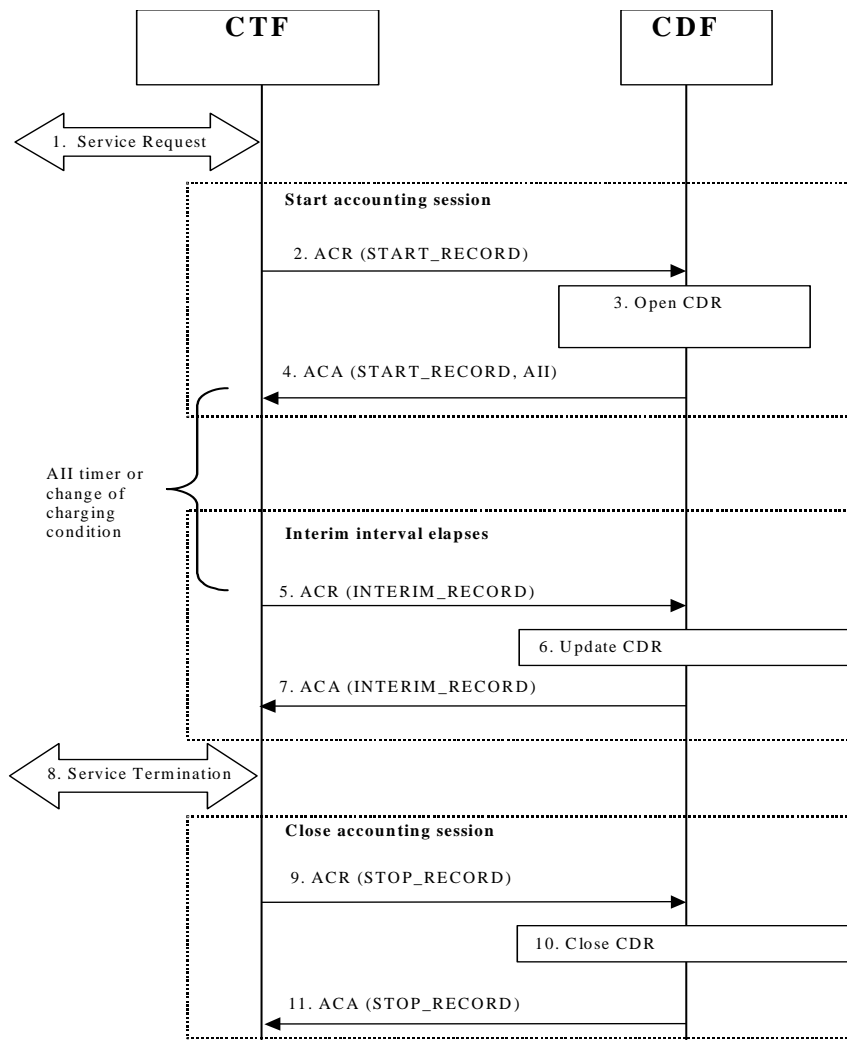 CTF
CDF
1. Service Request
Start accounting session
2. ACR (START_RECORD)
3. Open CDR
4. ACA (START_RECORD, AII)
AII timer or
change of
charging
condition
Interim interval elapses
5. ACR (INTERIM_RECORD)
6. Update CDR
7. ACA (INTERIM_RECORD)
8. Service Termination
Close accounting session
9. ACR (STOP_RECORD)
10. Close CDR
11. ACA (STOP_RECORD)